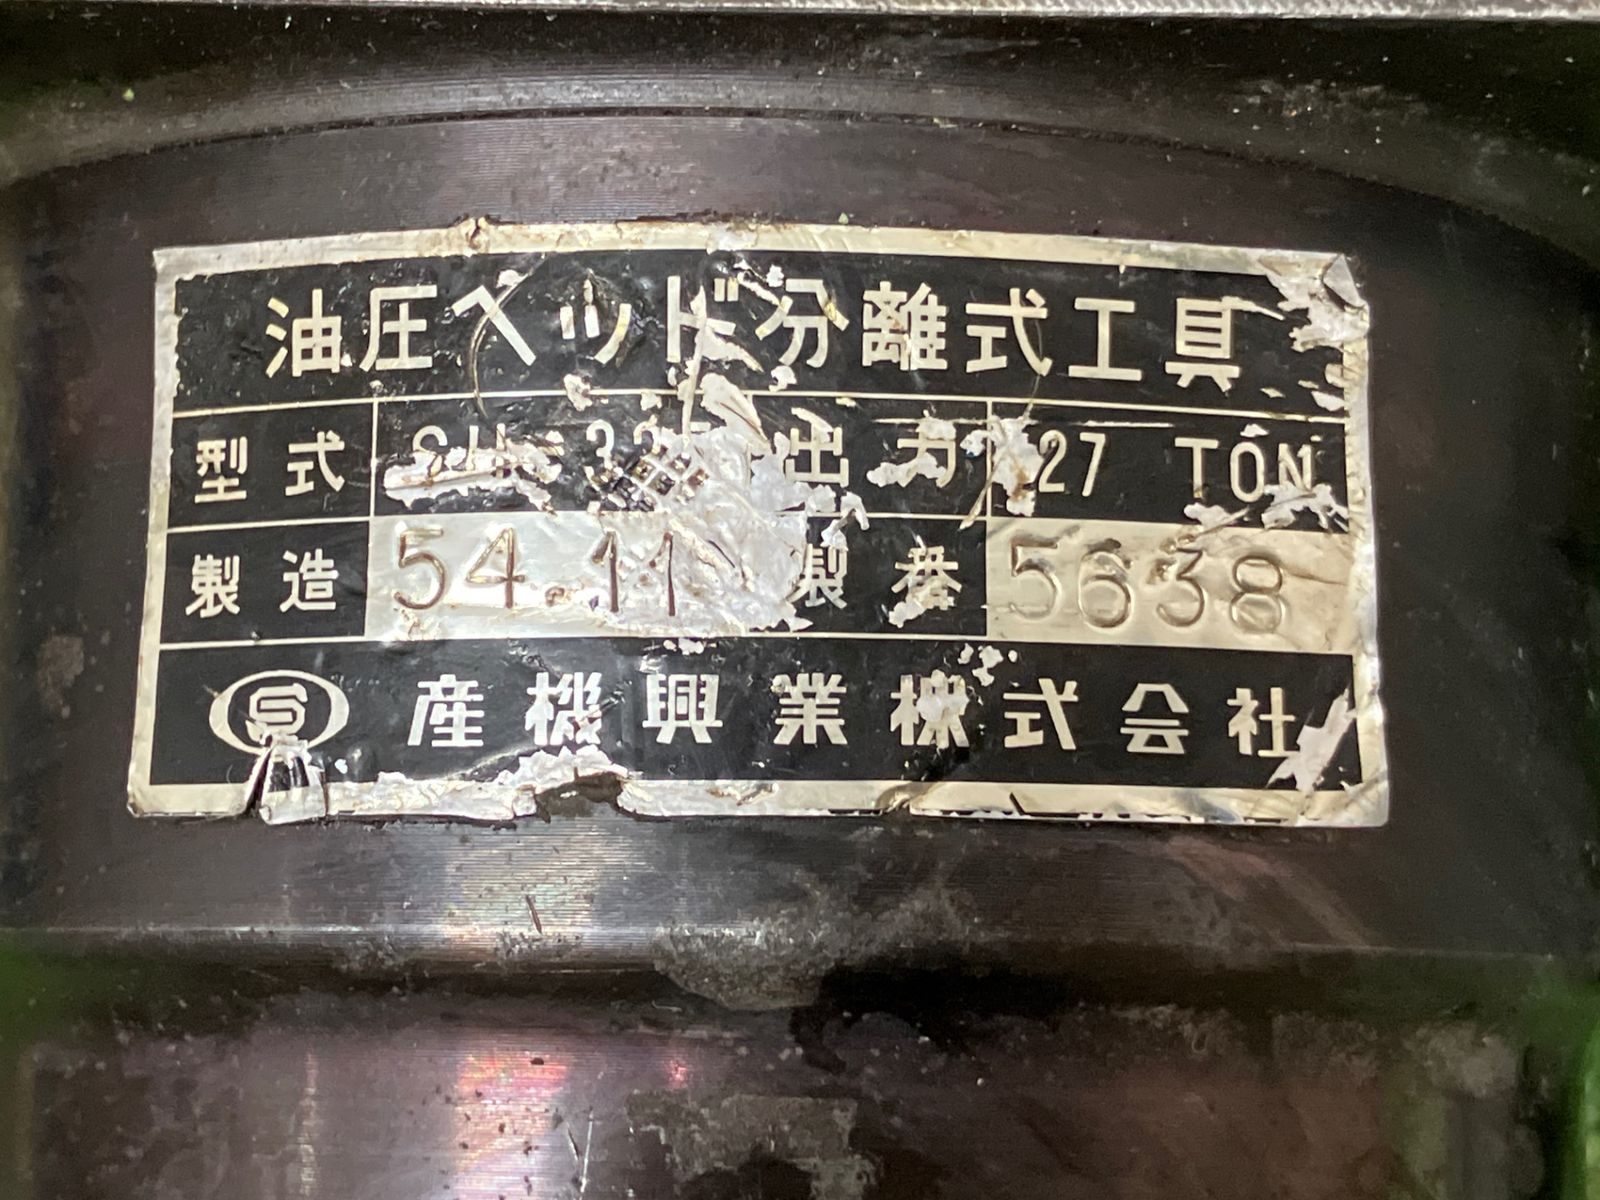 油圧ヘッド分離式工具
型式 出力 27 TON
製造 54.11 製番 5638
産機興業株式会社